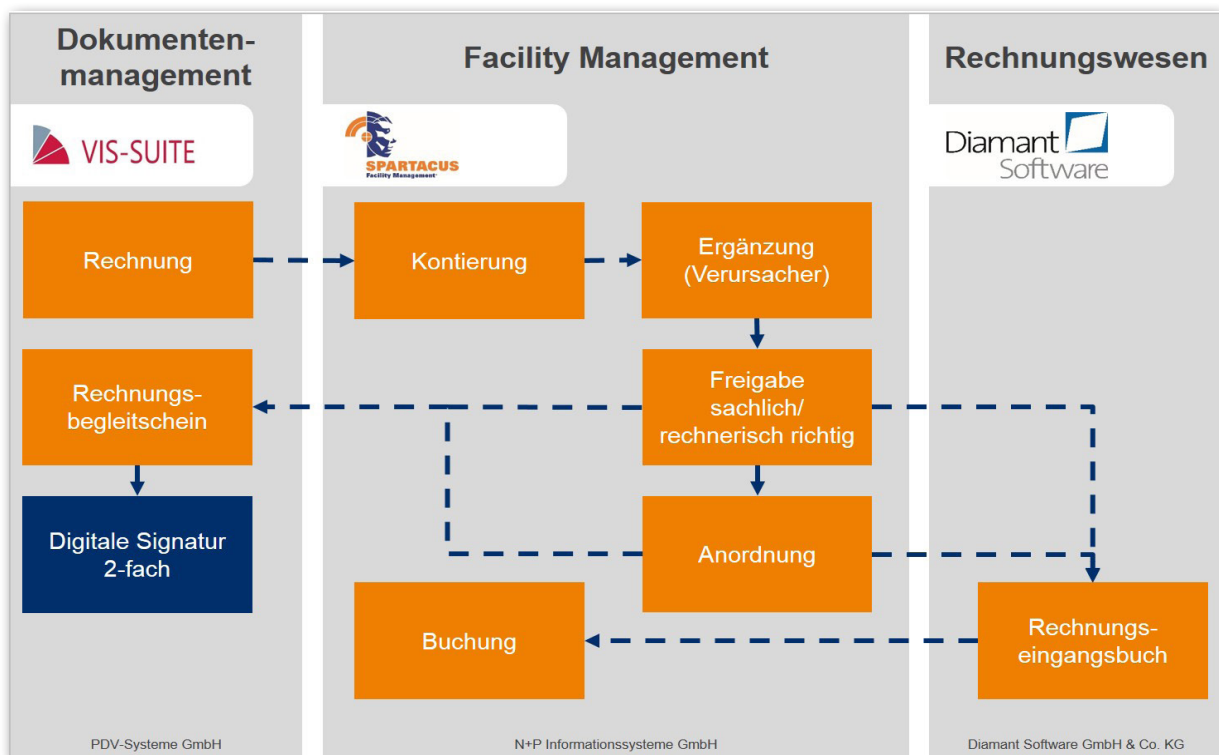 Dokumenten-
management
Facility Management
Rechnungswesen
VIS-SUITE
SPARTACUS
Facility Management
Diamant
Software
Rechnung
Kontierung
Ergänzung
(Verursacher)
Rechnungs-
begleitschein
Freigabe
sachlich/
rechnerisch richtig
Digitale Signatur
2-fach
Anordnung
Buchung
Rechnungs-
eingangsbuch
PDV-Systeme GmbH
N+P Informationssysteme GmbH
Diamant Software GmbH & Co. KG